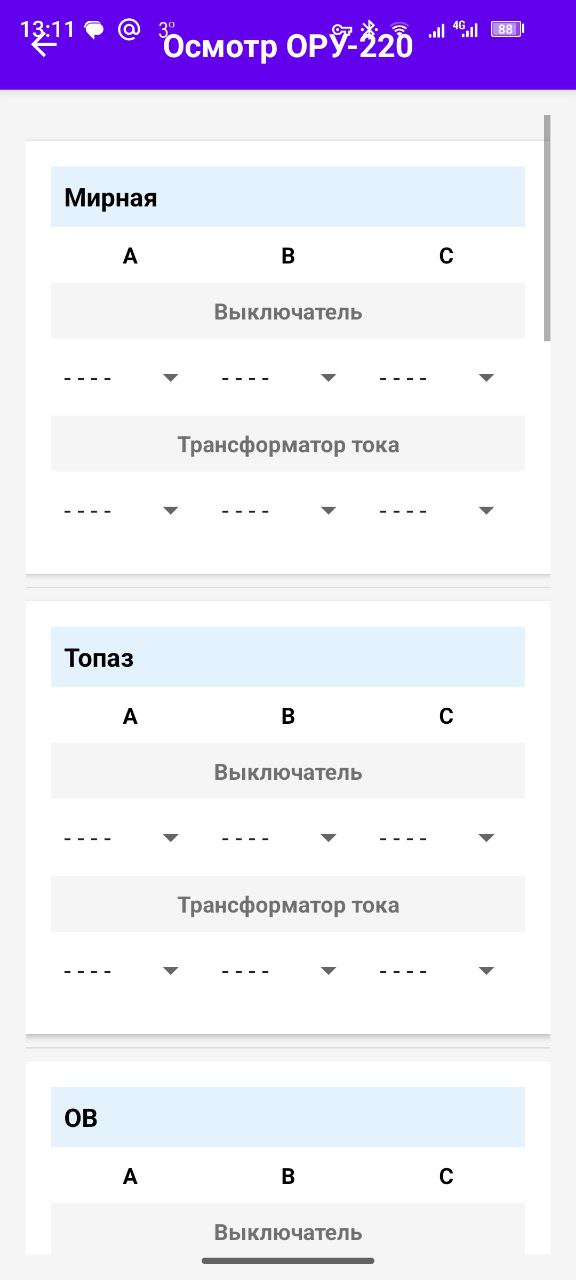 13:11 @ 3° 4G 88
Осмотр ОРУ-220
Мирная
A B C
Выключатель
---- ---- ----
Трансформатор тока
---- ---- ----
Топаз
A B C
Выключатель
---- ---- ----
Трансформатор тока
---- ---- ----
ОВ
A B C
Выключатель